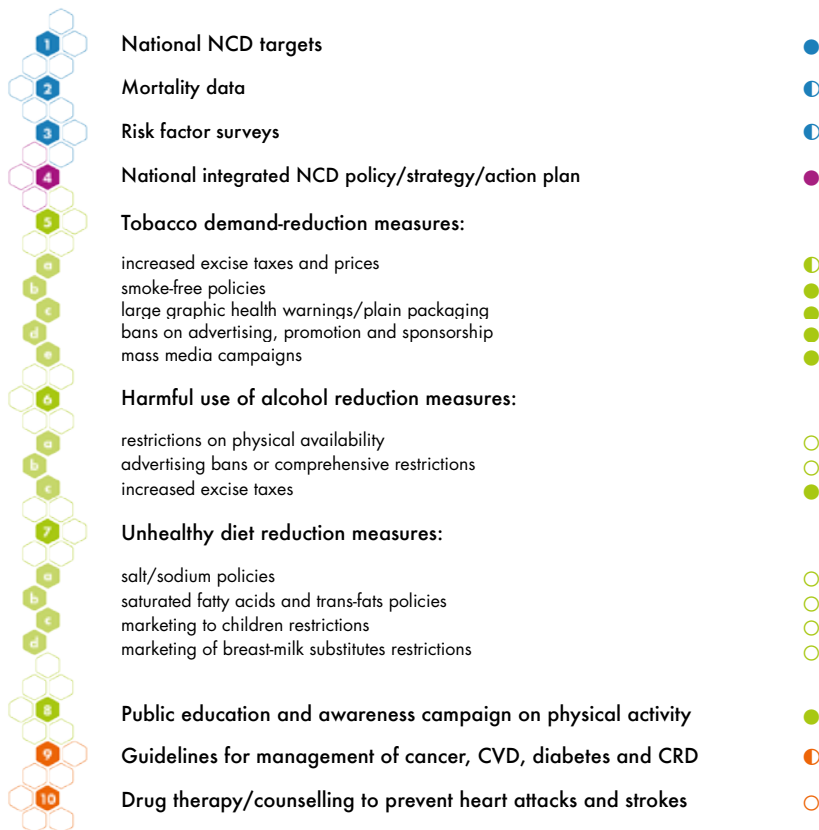 1 National NCD targets
2 Mortality data
3 Risk factor surveys
4 National integrated NCD policy/strategy/action plan
5 Tobacco demand-reduction measures:
a increased excise taxes and prices
b smoke-free policies
c large graphic health warnings/plain packaging
d bans on advertising, promotion and sponsorship
e mass media campaigns
6 Harmful use of alcohol reduction measures:
a restrictions on physical availability
b advertising bans or comprehensive restrictions
c increased excise taxes
7 Unhealthy diet reduction measures:
a salt/sodium policies
b saturated fatty acids and trans-fats policies
c marketing to children restrictions
d marketing of breast-milk substitutes restrictions
8 Public education and awareness campaign on physical activity
9 Guidelines for management of cancer, CVD, diabetes and CRD
10 Drug therapy/counselling to prevent heart attacks and strokes